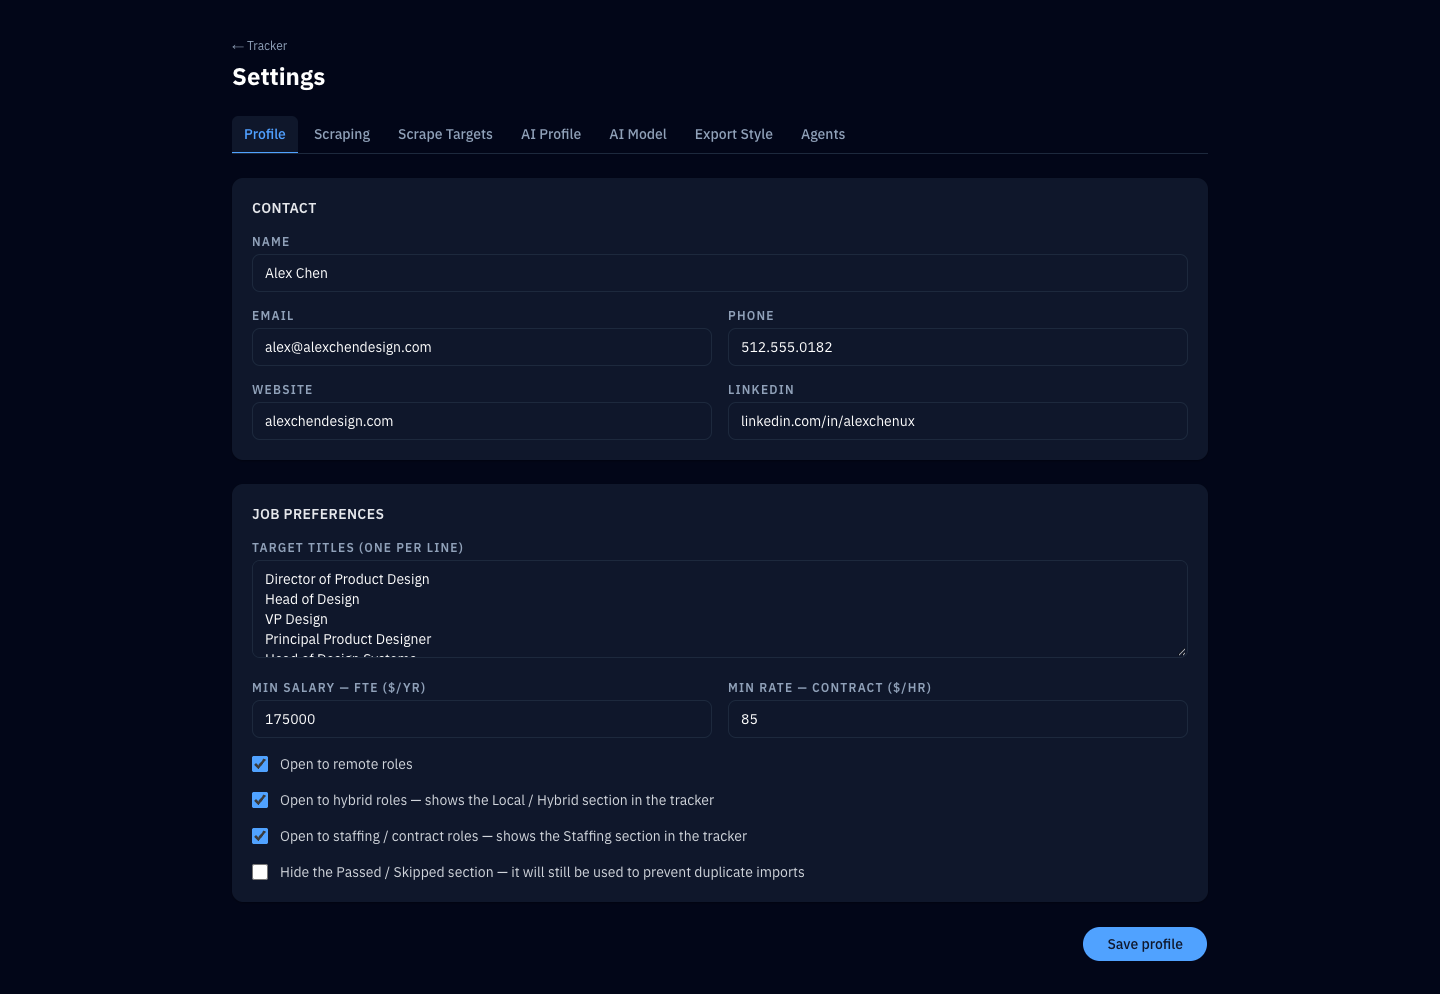 ← Tracker
Settings
Profile Scraping Scrape Targets AI Profile AI Model Export Style Agents
CONTACT
NAME
Alex Chen
EMAIL PHONE
alex@alexchendesign.com 512.555.0182
WEBSITE LINKEDIN
alexchendesign.com linkedin.com/in/alexchenux
JOB PREFERENCES
TARGET TITLES (ONE PER LINE)
Director of Product Design
Head of Design
VP Design
Principal Product Designer
Head of Design Systems
MIN SALARY — FTE ($/YR) MIN RATE — CONTRACT ($/HR)
175000 85
Open to remote roles
Open to hybrid roles — shows the Local / Hybrid section in the tracker
Open to staffing / contract roles — shows the Staffing section in the tracker
Hide the Passed / Skipped section — it will still be used to prevent duplicate imports
Save profile